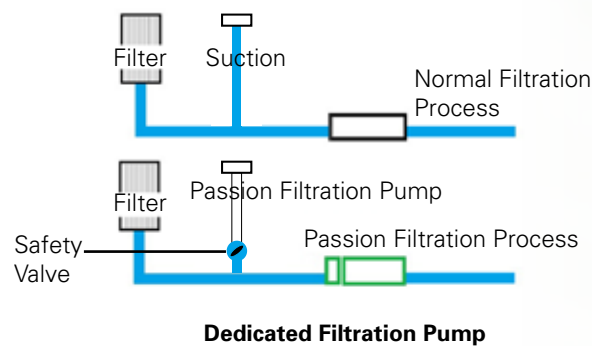 Filter
Suction
Normal Filtration
Process
Filter
Passion Filtration Pump
Safety
Valve
Passion Filtration Process
Dedicated Filtration Pump